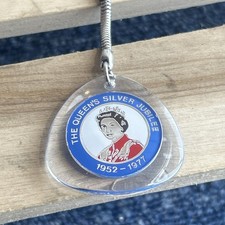 THE QUEEN'S SILVER JUBILEE
1952 - 1977